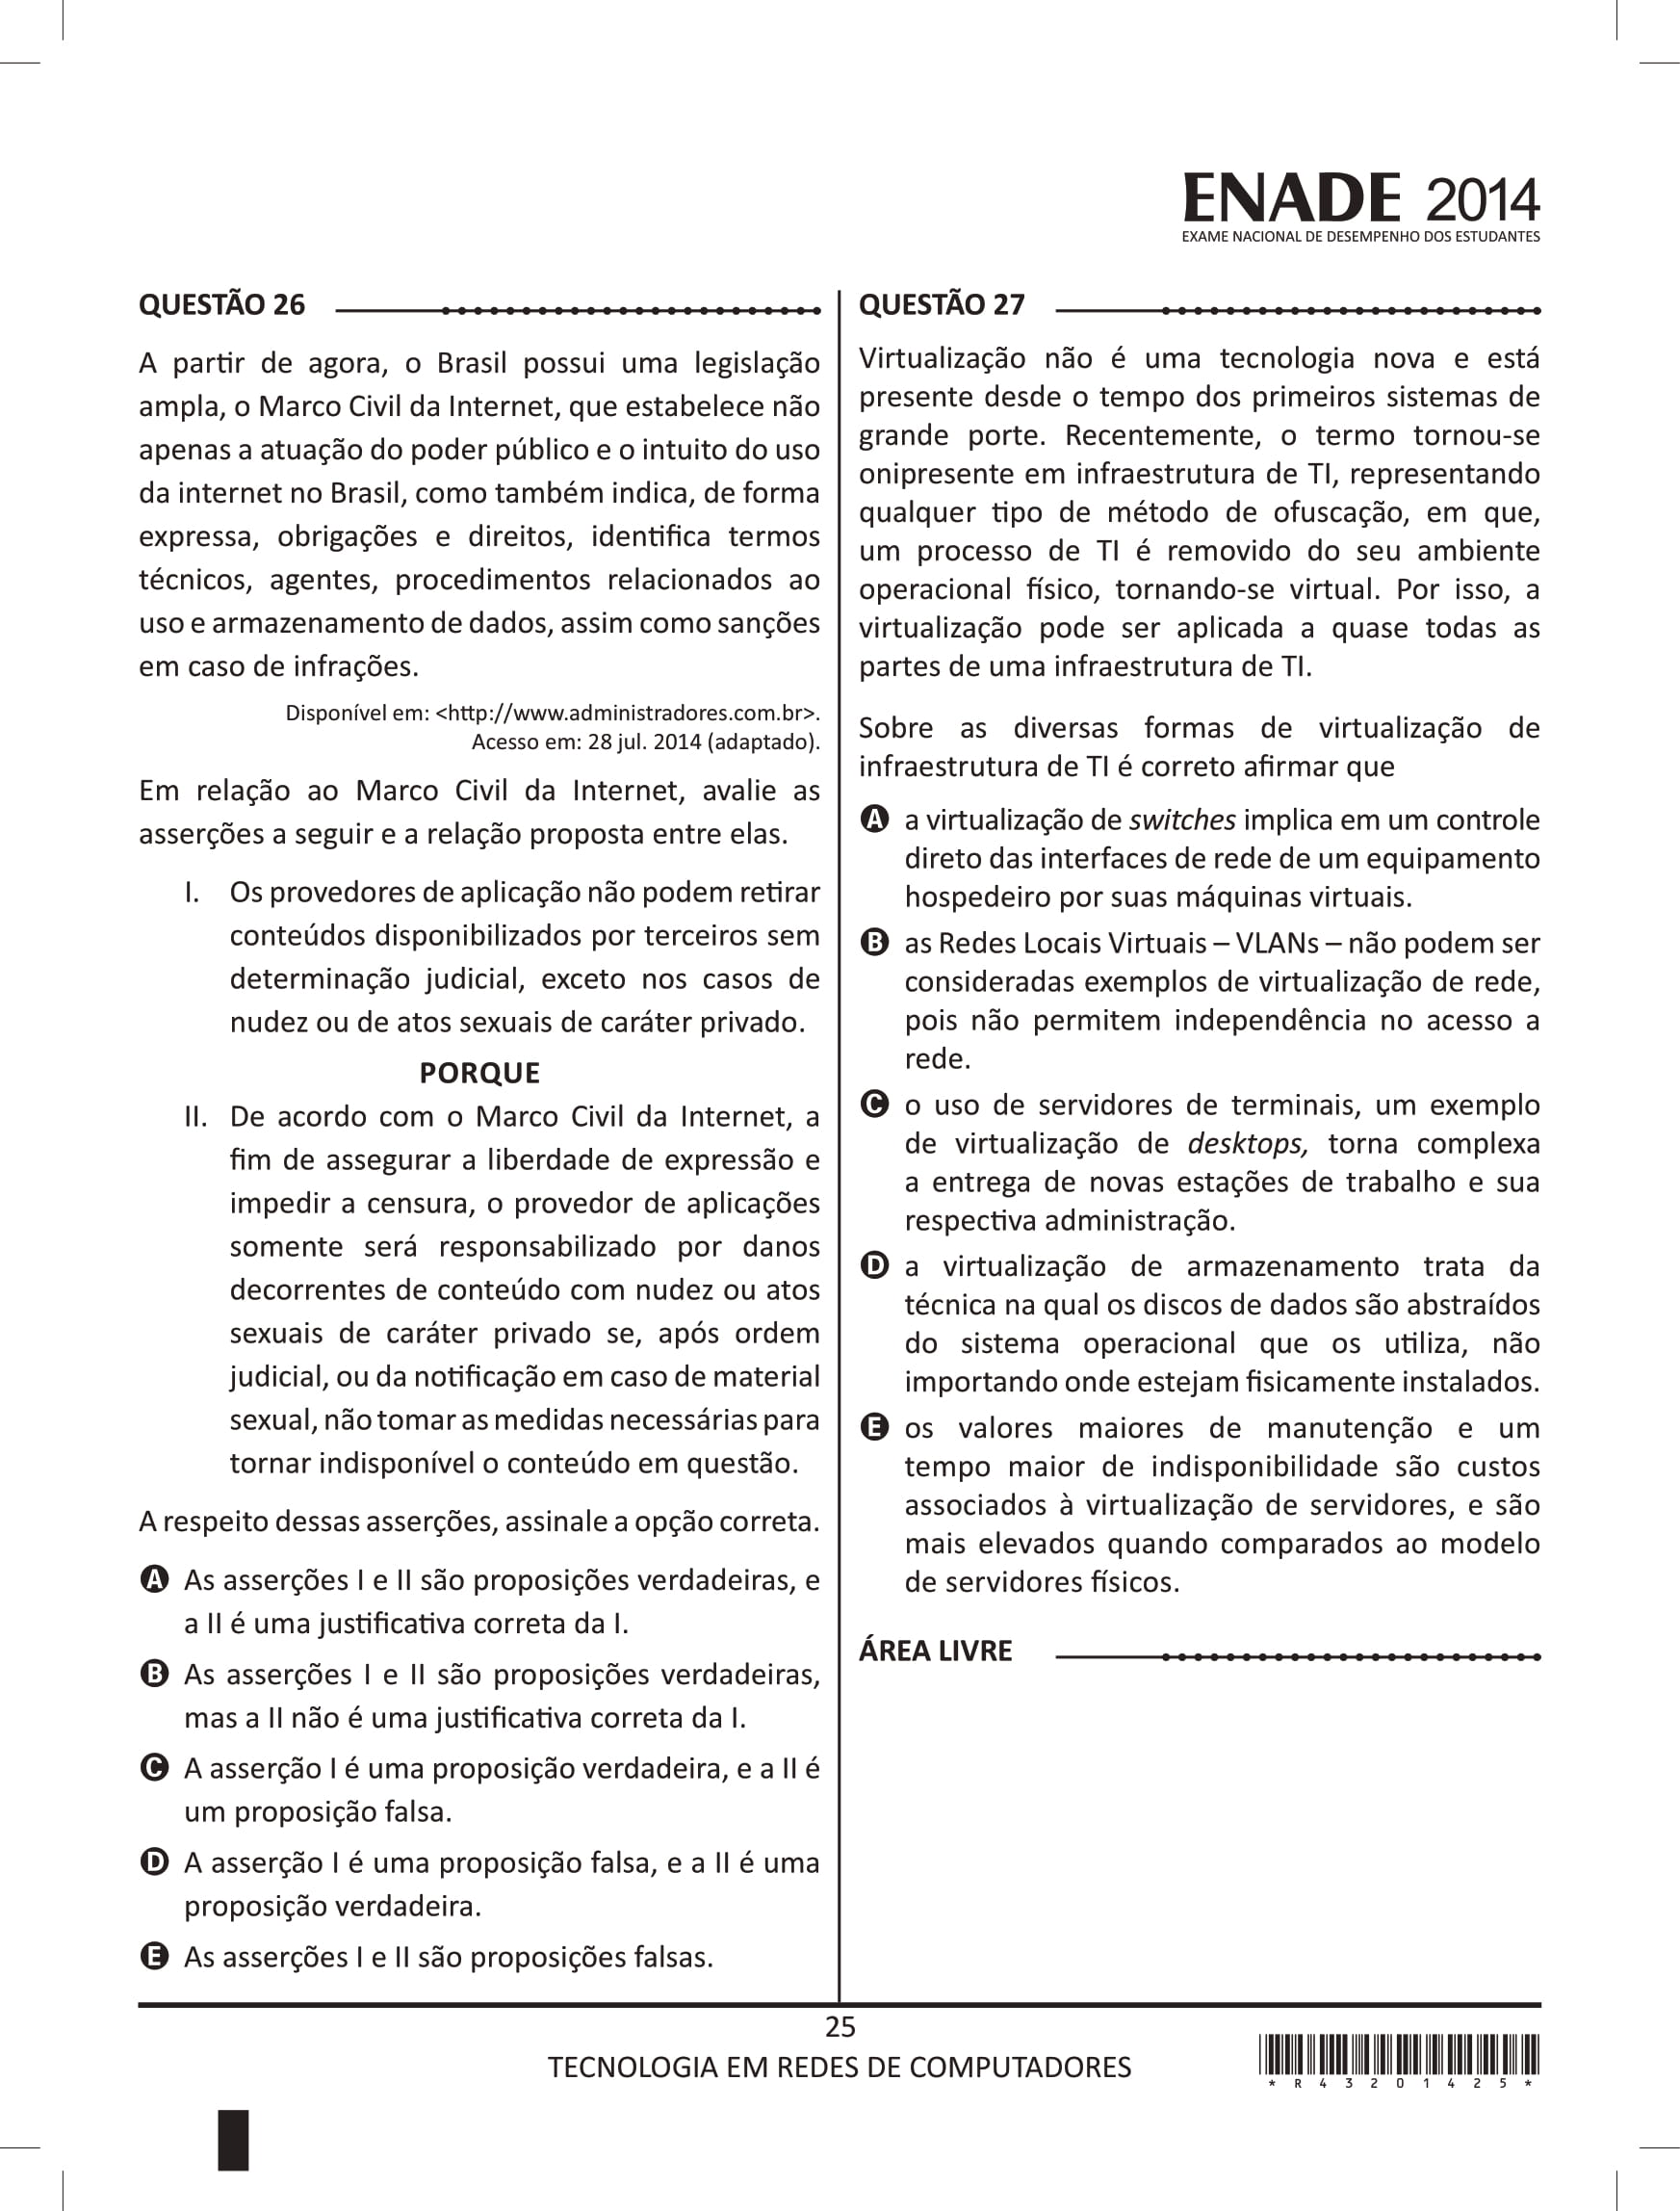 ENADE 2014
EXAME NACIONAL DE DESEMPENHO DOS ESTUDANTES
QUESTÃO 26
A partir de agora, o Brasil possui uma legislação
ampla, o Marco Civil da Internet, que estabelece não
apenas a atuação do poder público e o intuito do uso
da internet no Brasil, como também indica, de forma
expressa, obrigações e direitos, identifica termos
técnicos, agentes, procedimentos relacionados ao
uso e armazenamento de dados, assim como sanções
em caso de infrações.
Disponível em: <http://www.administradores.com.br>.
Acesso em: 28 jul. 2014 (adaptado).
Em relação ao Marco Civil da Internet, avalie as
asserções a seguir e a relação proposta entre elas.
I. Os provedores de aplicação não podem retirar
conteúdos disponibilizados por terceiros sem
determinação judicial, exceto nos casos de
nudez ou de atos sexuais de caráter privado.
PORQUE
II. De acordo com o Marco Civil da Internet, a
fim de assegurar a liberdade de expressão e
impedir a censura, o provedor de aplicações
somente será responsabilizado por danos
decorrentes de conteúdo com nudez ou atos
sexuais de caráter privado se, após ordem
judicial, ou da notificação em caso de material
sexual, não tomar as medidas necessárias para
tornar indisponível o conteúdo em questão.
A respeito dessas asserções, assinale a opção correta.
A As asserções I e II são proposições verdadeiras, e
a II é uma justificativa correta da I.
B As asserções I e II são proposições verdadeiras,
mas a II não é uma justificativa correta da I.
C A asserção I é uma proposição verdadeira, e a II é
um proposição falsa.
D A asserção I é uma proposição falsa, e a II é uma
proposição verdadeira.
E As asserções I e II são proposições falsas.
QUESTÃO 27
Virtualização não é uma tecnologia nova e está
presente desde o tempo dos primeiros sistemas de
grande porte. Recentemente, o termo tornou-se
onipresente em infraestrutura de TI, representando
qualquer tipo de método de ofuscação, em que,
um processo de TI é removido do seu ambiente
operacional físico, tornando-se virtual. Por isso, a
virtualização pode ser aplicada a quase todas as
partes de uma infraestrutura de TI.
Sobre as diversas formas de virtualização de
infraestrutura de TI é correto afirmar que
A a virtualização de switches implica em um controle
direto das interfaces de rede de um equipamento
hospedeiro por suas máquinas virtuais.
B as Redes Locais Virtuais – VLANs – não podem ser
consideradas exemplos de virtualização de rede,
pois não permitem independência no acesso a
rede.
C o uso de servidores de terminais, um exemplo
de virtualização de desktops, torna complexa
a entrega de novas estações de trabalho e sua
respectiva administração.
D a virtualização de armazenamento trata da
técnica na qual os discos de dados são abstraídos
do sistema operacional que os utiliza, não
importando onde estejam fisicamente instalados.
E os valores maiores de manutenção e um
tempo maior de indisponibilidade são custos
associados à virtualização de servidores, e são
mais elevados quando comparados ao modelo
de servidores físicos.
ÁREA LIVRE
25
TECNOLOGIA EM REDES DE COMPUTADORES
*R43201425*